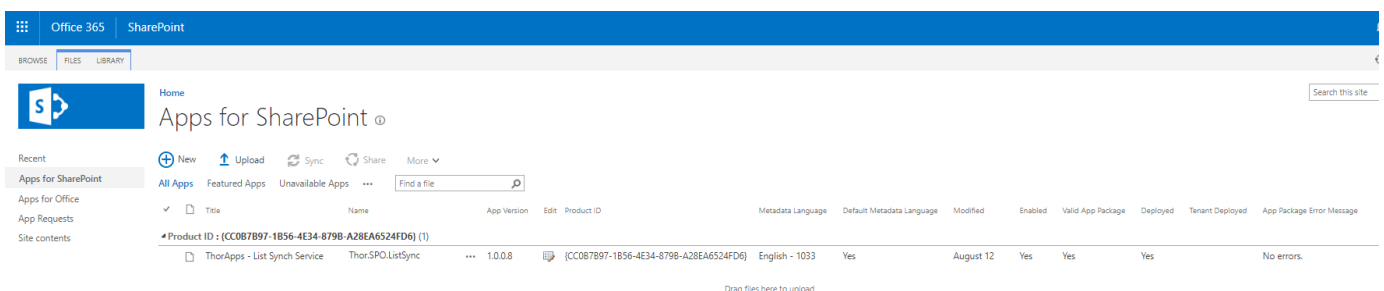 Office 365 SharePoint
BROWSE FILES LIBRARY
S
Home
Search this site
Apps for SharePoint
Recent
New Upload Sync Share More
Apps for SharePoint
All Apps Featured Apps Unavailable Apps ••• Find a file
Apps for Office
Title Name App Version Edit Product ID Metadata Language Default Metadata Language Modified Enabled Valid App Package Deployed Tenant Deployed App Package Error Message
App Requests
Site contents
Product ID : {CC0B7B97-1B56-4E34-879B-A28EA6524FD6} (1)
ThorApps - List Synch Service Thor.SPO.ListSync ••• 1.0.0.8 {CC0B7B97-1B56-4E34-879B-A28EA6524FD6} English - 1033 Yes August 12 Yes Yes Yes No errors.
Drag files here to upload